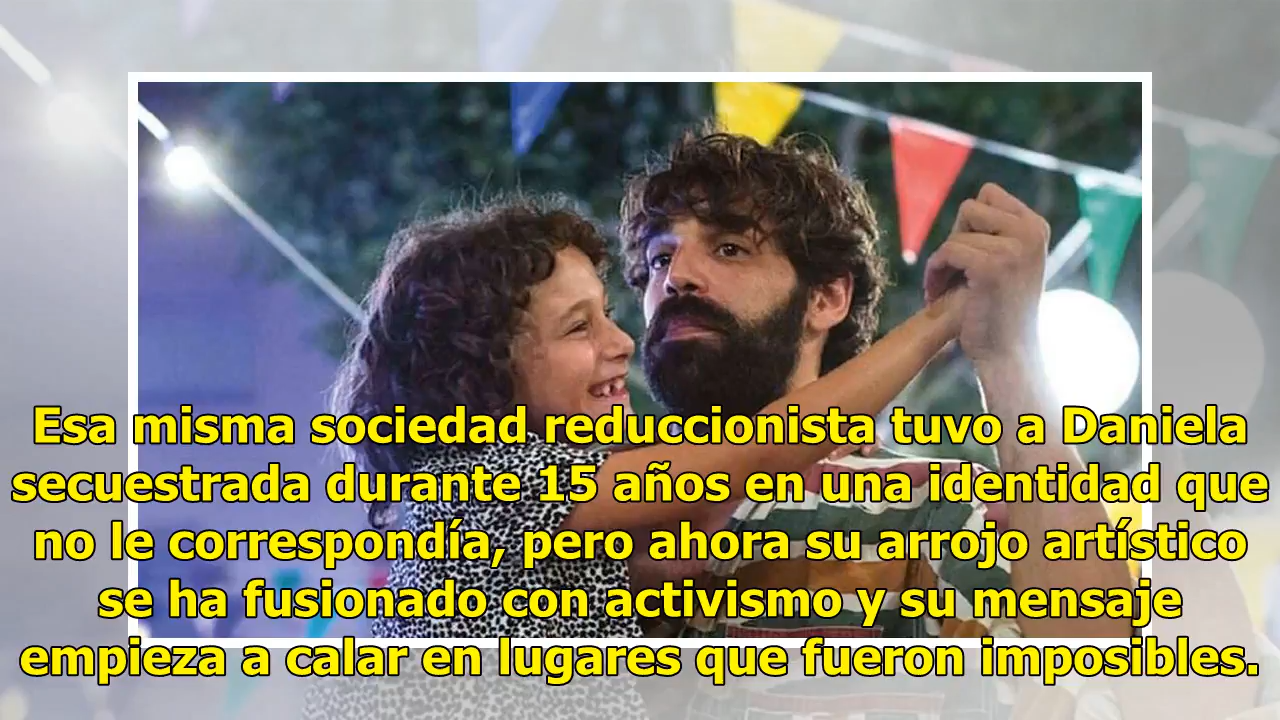 Esa misma sociedad reduccionista tuvo a Daniela
secuestrada durante 15 años en una identidad que
no le correspondía, pero ahora su arrojo artístico
se ha fusionado con activismo y su mensaje
empieza a calar en lugares que fueron imposibles.